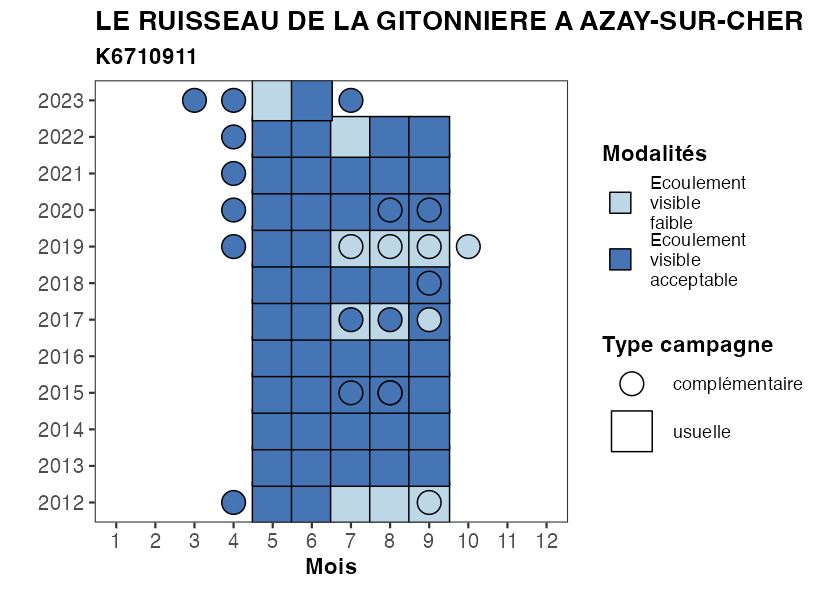 LE RUISSEAU DE LA GITONNIERE A AZAY-SUR-CHER
K6710911
2023
2022
2021
2020
2019
2018
2017
2016
2015
2014
2013
2012
1 2 3 4 5 6 7 8 9 10 11 12
Mois
Modalités
Ecoulement
visible
faible
Ecoulement
visible
acceptable
Type campagne
complémentaire
usuelle